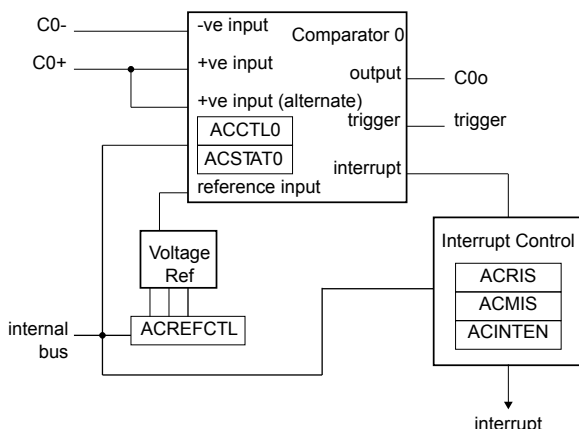 C0-
-ve input
Comparator 0
C0+
+ve input
output
C0o
+ve input (alternate)
trigger
trigger
ACCTL0
ACSTAT0
interrupt
reference input
Voltage
Ref
Interrupt Control
ACRIS
ACMIS
ACINTEN
internal
bus
ACREFCTL
interrupt